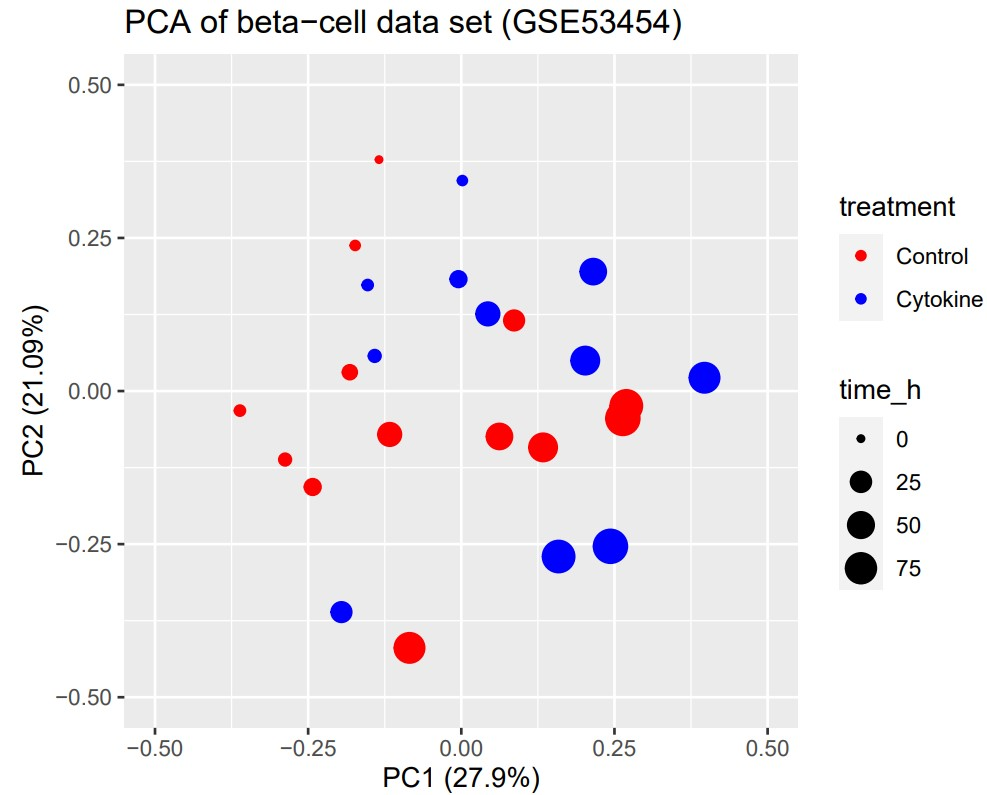 PCA of beta−cell data set (GSE53454)
0.50
0.25
0.00
−0.25
−0.50
PC2 (21.09%)
−0.50 −0.25 0.00 0.25 0.50
PC1 (27.9%)
treatment
Control
Cytokine
time_h
0
25
50
75